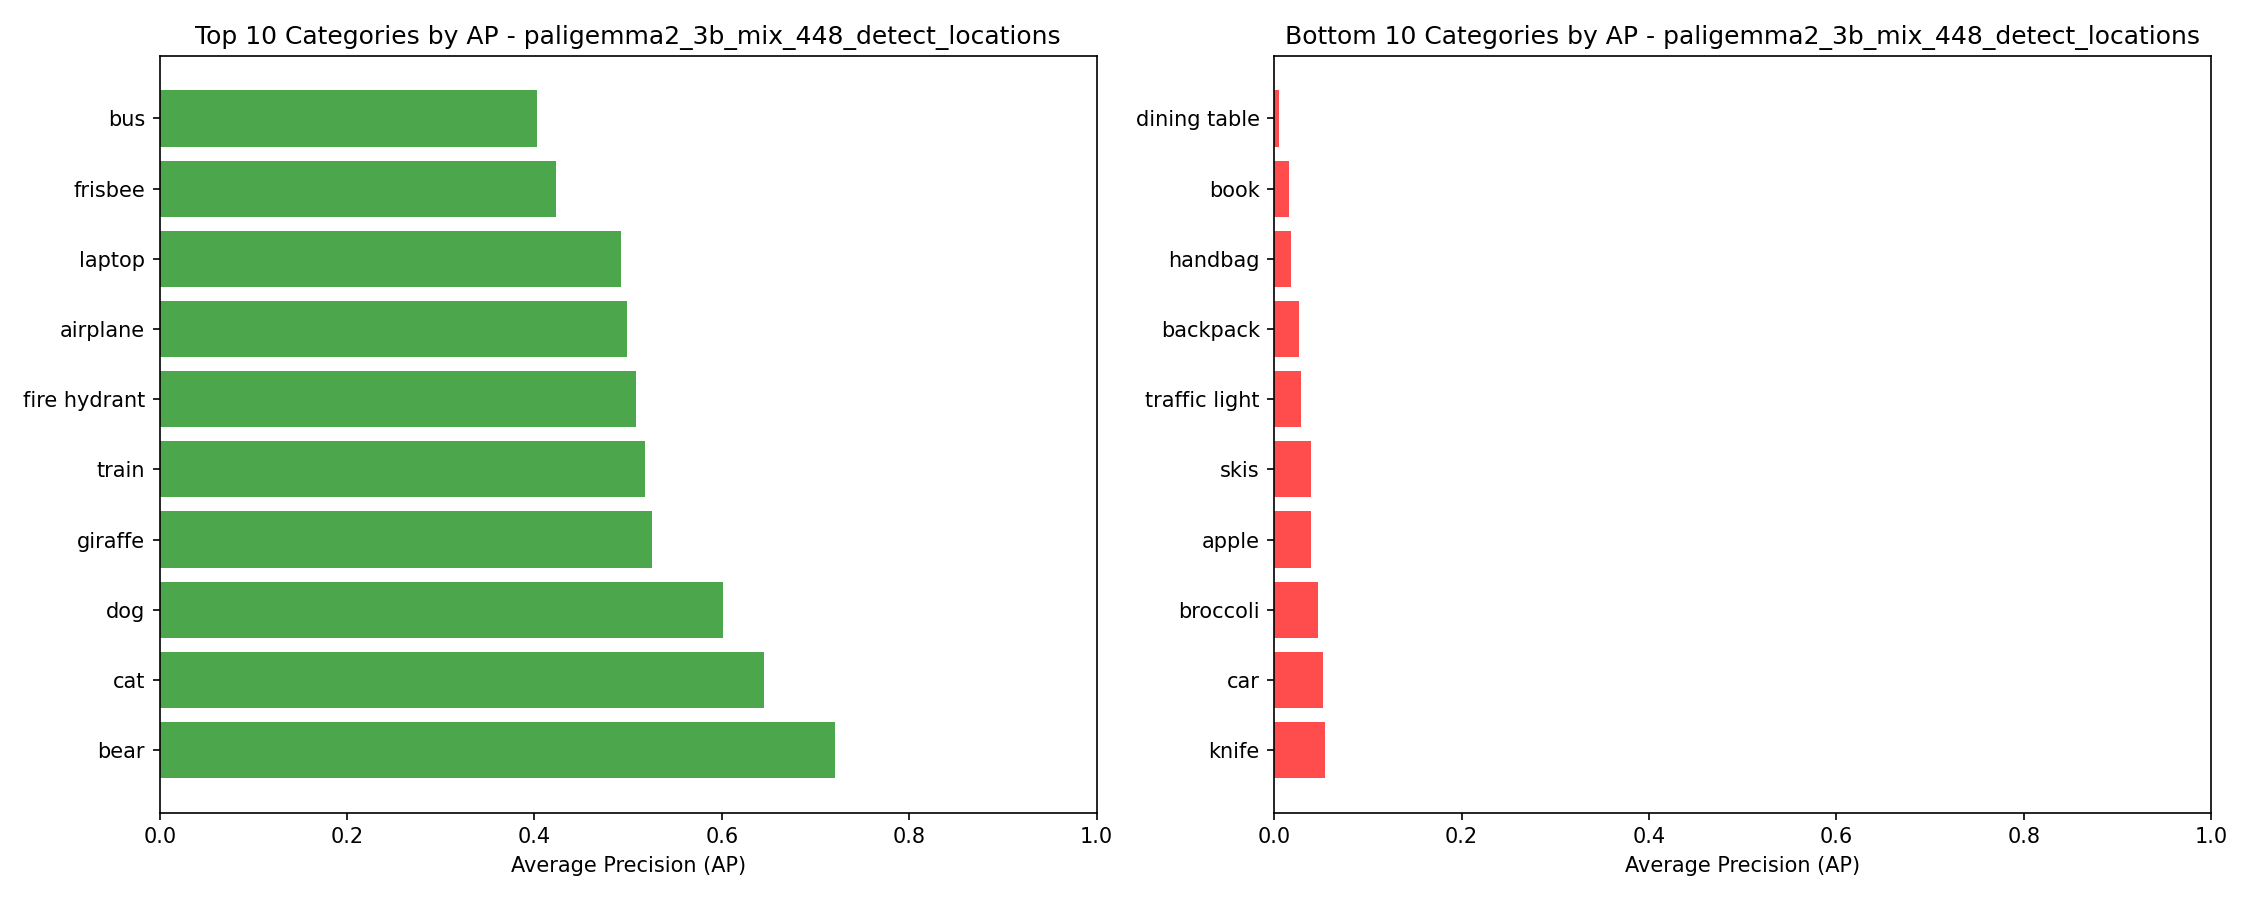 Top 10 Categories by AP - paligemma2_3b_mix_448_detect_locations
bus
frisbee
laptop
airplane
fire hydrant
train
giraffe
dog
cat
bear
0.0 0.2 0.4 0.6 0.8 1.0
Average Precision (AP)
Bottom 10 Categories by AP - paligemma2_3b_mix_448_detect_locations
dining table
book
handbag
backpack
traffic light
skis
apple
broccoli
car
knife
0.0 0.2 0.4 0.6 0.8 1.0
Average Precision (AP)